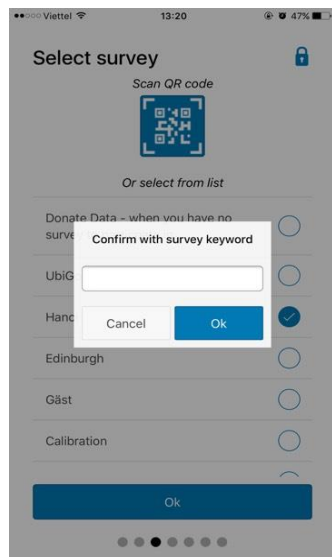 Viettel 13:20 47%
Select survey
Scan QR code
Or select from list
Donate Data - when you have no
surve
Confirm with survey keyword
UbiG
Hand
Cancel Ok
Edinburgh
Gäst
Calibration
Ok